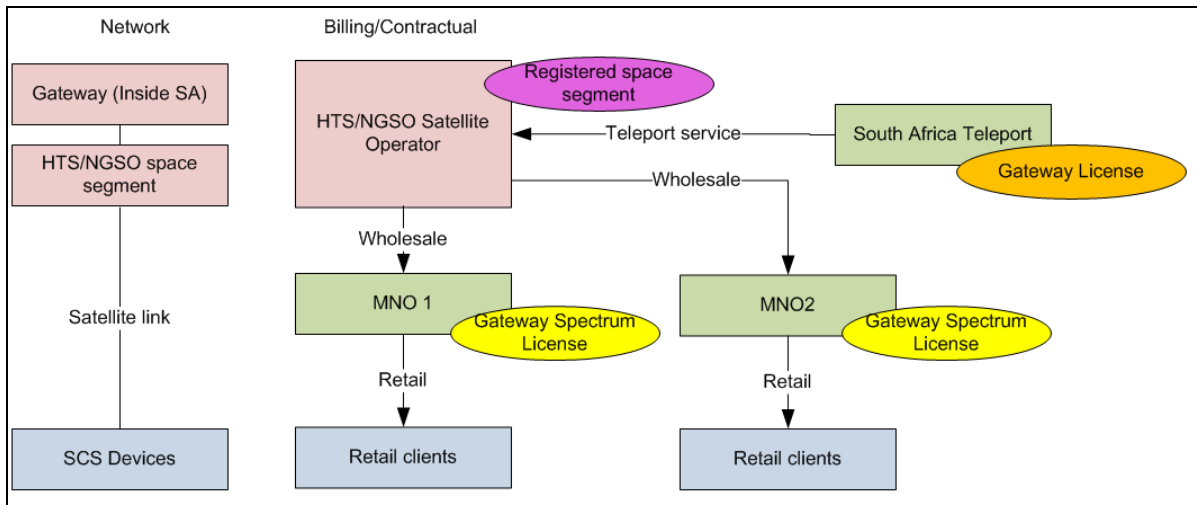 Network
Billing/Contractual
Gateway (Inside SA)
HTS/NGSO space
segment
Satellite link
SCS Devices
HTS/NGSO Satellite
Operator
Registered space
segment
Teleport service
South Africa Teleport
Gateway License
Wholesale
Wholesale
MNO 1
Gateway Spectrum
License
Retail
Retail clients
MNO2
Gateway Spectrum
License
Retail
Retail clients